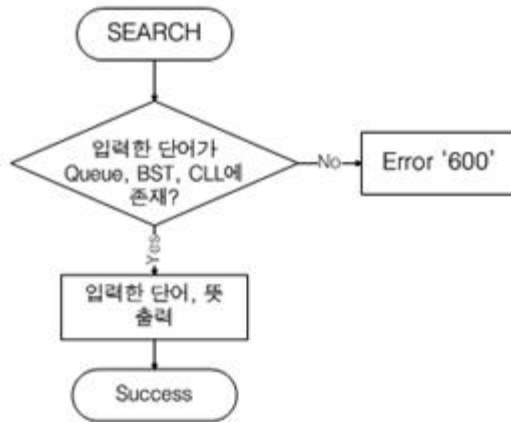 SEARCH
입력한 단어가
Queue, BST, CLL에
존재?
No
Error ‘600’
Yes
입력한 단어, 뜻
출력
Success